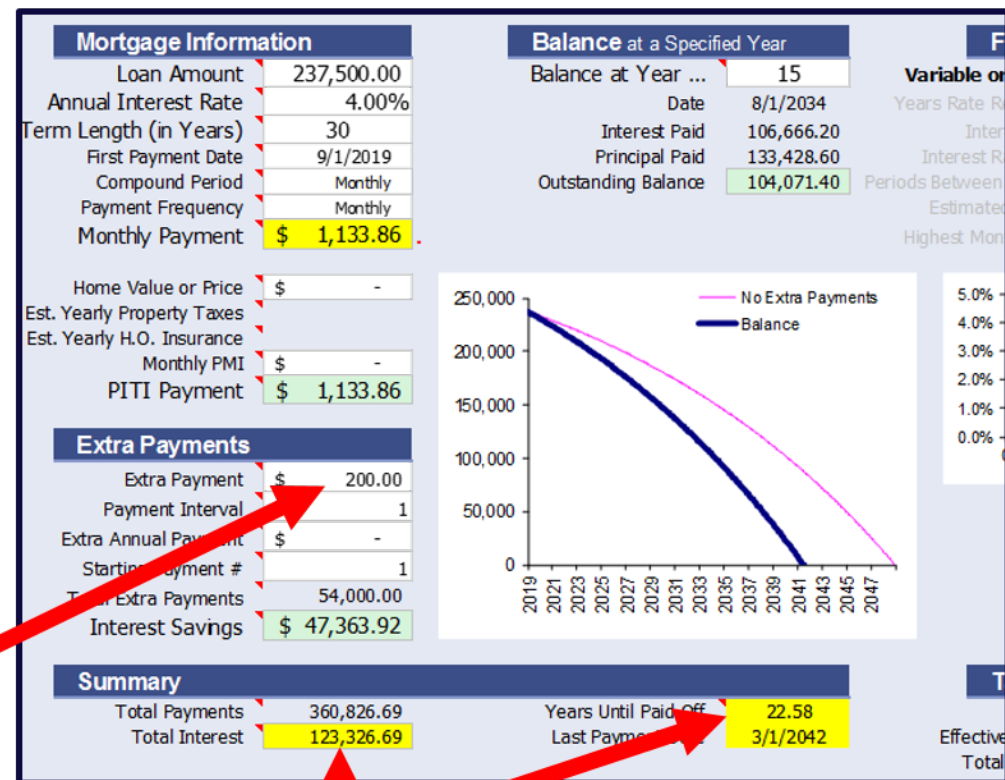 Mortgage Information
Loan Amount 237,500.00
Annual Interest Rate 4.00%
Term Length (in Years) 30
First Payment Date 9/1/2019
Compound Period Monthly
Payment Frequency Monthly
Monthly Payment $ 1,133.86 .
Home Value or Price $ -
Est. Yearly Property Taxes
Est. Yearly H.O. Insurance
Monthly PMI $ -
PITI Payment $ 1,133.86
Extra Payments
Extra Payment $ 200.00
Payment Interval 1
Extra Annual Payment $ -
Starting Payment # 1
Extra Payments 54,000.00
Interest Savings $ 47,363.92
Balance at a Specified Year
Balance at Year ... 15
Date 8/1/2034
Interest Paid 106,666.20
Principal Paid 133,428.60
Outstanding Balance 104,071.40
F
Variable or
Years Rate R
Inter
Interest R
Periods Between
Estimated
Highest Mon
250,000
200,000
150,000
100,000
50,000
0
No Extra Payments
Balance
2019 2021 2023 2025 2027 2029 2031 2033 2035 2037 2039 2041 2043 2045 2047
5.0%
4.0%
3.0%
2.0%
1.0%
0.0%
Summary
Total Payments 360,826.69
Total Interest 123,326.69
Years Until Paid Off 22.58
Last Payment 3/1/2042
T
Effective
Total